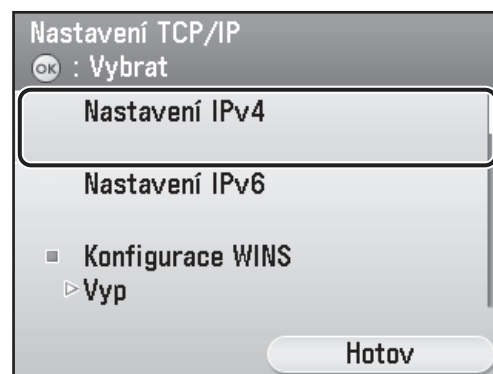 Nastavení TCP/IP
OK : Vybrat
Nastavení IPv4
Nastavení IPv6
Konfigurace WINS
Vyp
Hotov